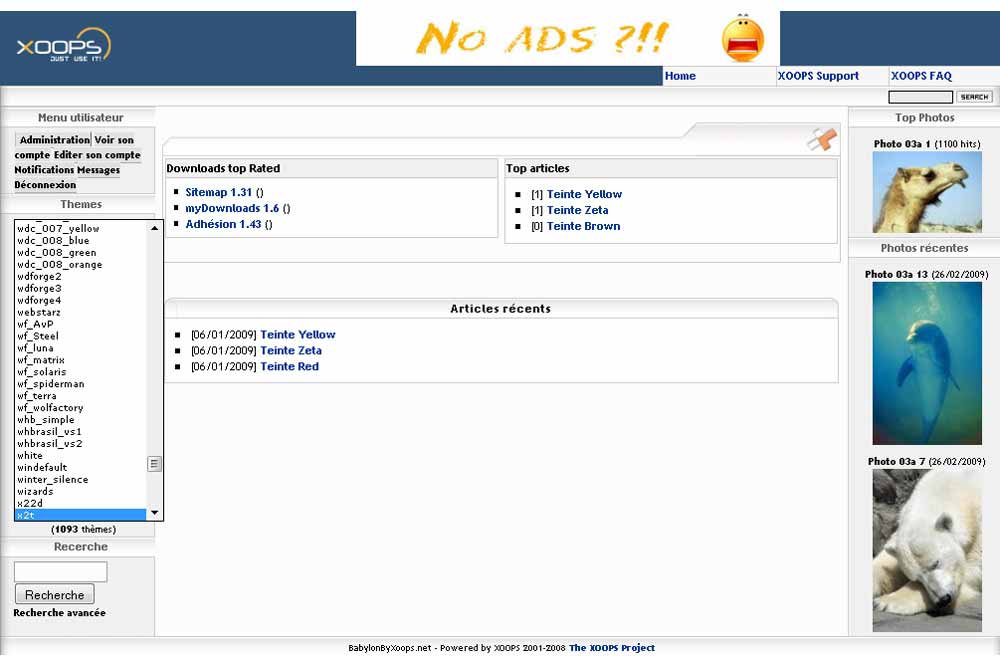 XOOPS
JUST USE IT!
No ADS ?!!
Home
XOOPS Support
XOOPS FAQ
SEARCH
Menu utilisateur
Administration Voir son
compte Editer son compte
Notifications Messages
Déconnexion
Themes
wdc_007_yellow
wdc_008_blue
wdc_008_green
wdc_008_orange
wdforge2
wdforge3
wdforge4
webstarz
wf_AvP
wf_Steel
wf_luna
wf_matrix
wf_solaris
wf_spiderman
wf_terra
wf_wolfactory
whb_simple
whbrasil_vs1
whbrasil_vs2
white
windefault
winter_silence
wizards
x22d
x2t
(1093 thèmes)
Recerche
Recherche
Recherche avancée
Downloads top Rated
Sitemap 1.31 ()
myDownloads 1.6 ()
Adhésion 1.43 ()
Top articles
[1] Teinte Yellow
[1] Teinte Zeta
[0] Teinte Brown
Articles récents
[06/01/2009] Teinte Yellow
[06/01/2009] Teinte Zeta
[06/01/2009] Teinte Red
Top Photos
Photo 03a 1 (1100 hits)
Photos récentes
Photo 03a 13 (26/02/2009)
Photo 03a 7 (26/02/2009)
BabylonByXoops.net - Powered by XOOPS 2001-2008 The XOOPS Project